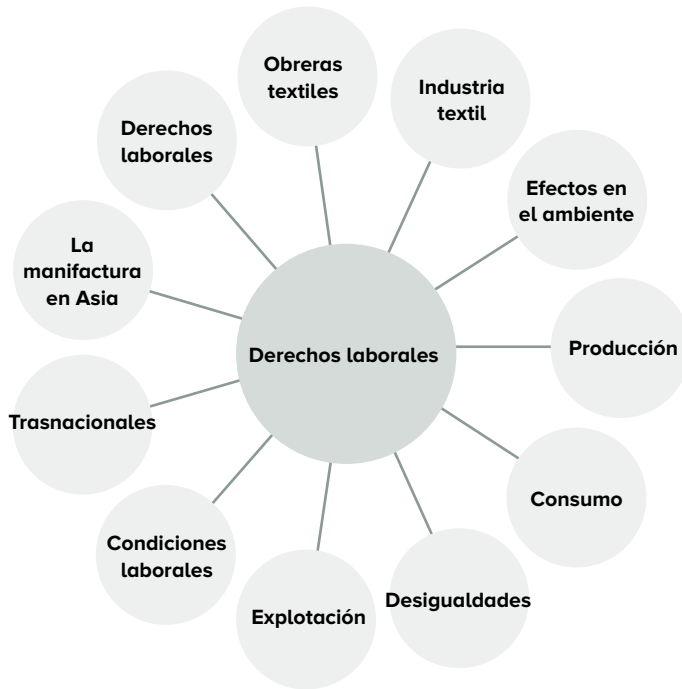 Obreras
textiles
Industria
textil
Efectos en
el ambiente
Producción
Consumo
Desigualdades
Explotación
Condiciones
laborales
Trasnacionales
La
manifactura
en Asia
Derechos
laborales
Derechos laborales